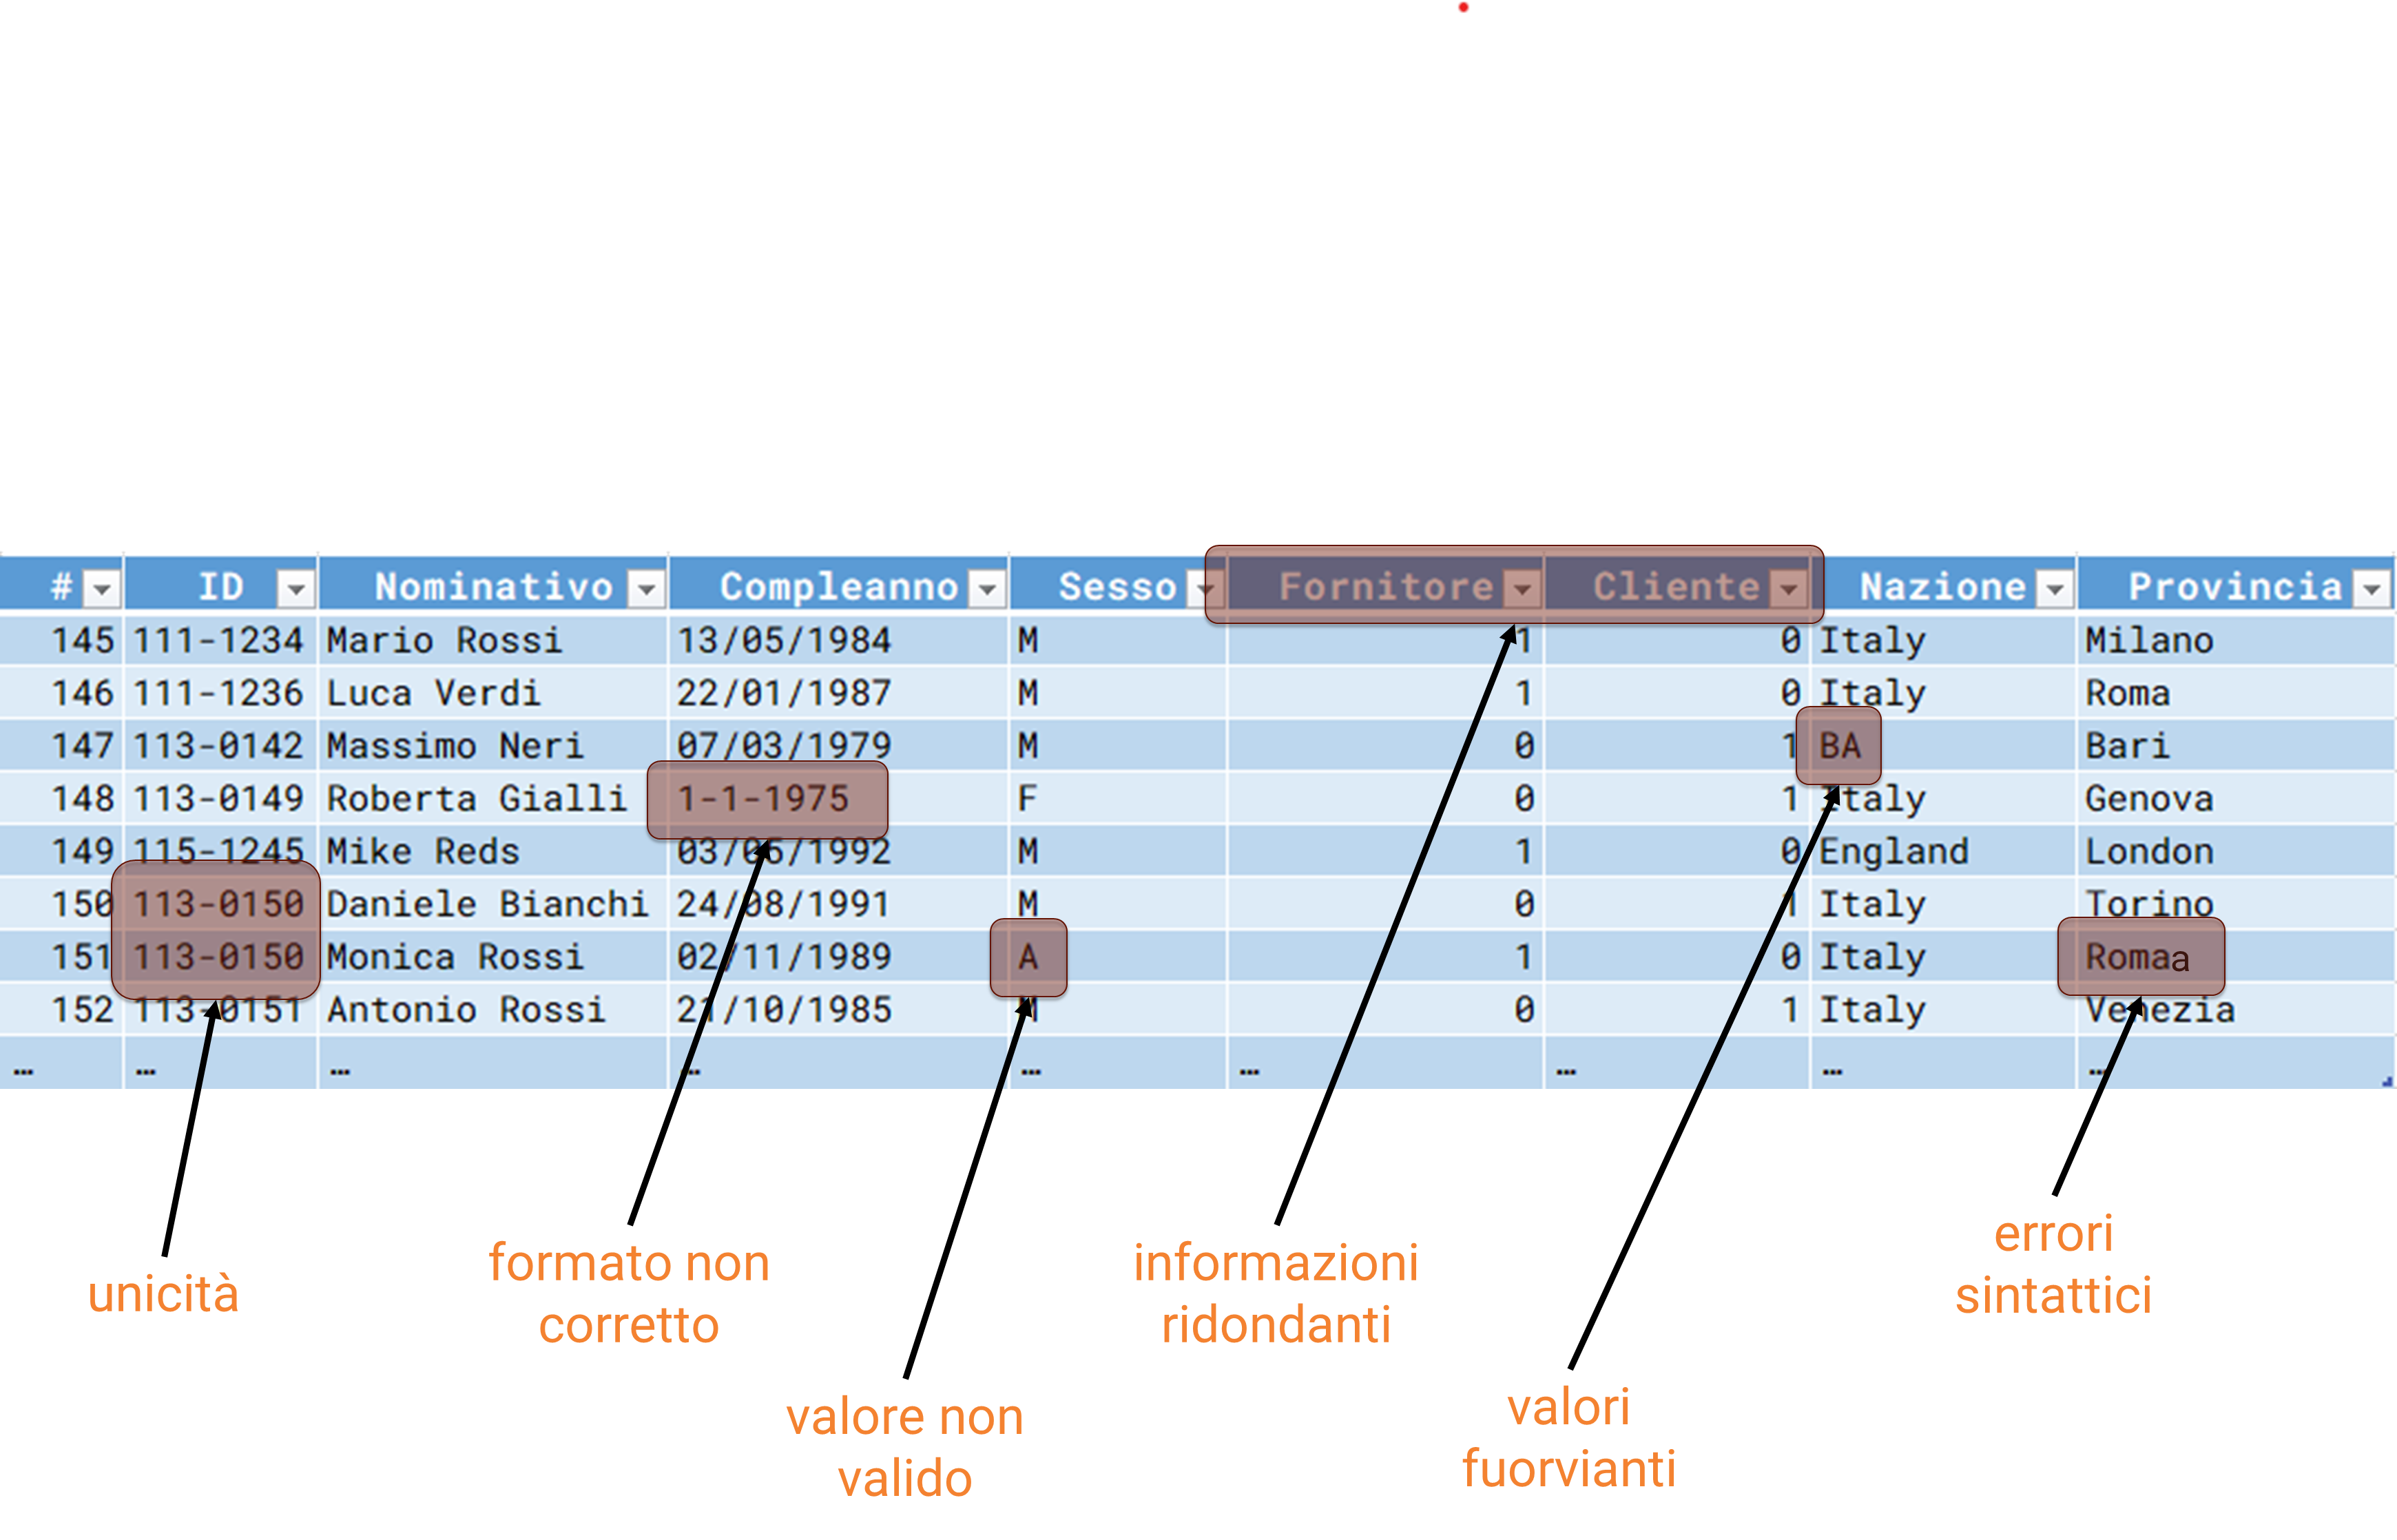 # ID Nominativo Compleanno Sesso Fornitore Cliente Nazione Provincia
145 111-1234 Mario Rossi 13/05/1984 M 1 0 Italy Milano
146 111-1236 Luca Verdi 22/01/1987 M 1 0 Italy Roma
147 113-0142 Massimo Neri 07/03/1979 M 0 1 BA Bari
148 113-0149 Roberta Gialli 1-1-1975 F 0 1 Italy Genova
149 115-1245 Mike Reds 03/06/1992 M 1 0 England London
150 113-0150 Daniele Bianchi 24/08/1991 M 0 1 Italy Torino
151 113-0150 Monica Rossi 02/11/1989 A 1 0 Italy Romaa
152 113-0151 Antonio Rossi 21/10/1985 M 0 1 Italy Venezia
… … … … … … … … …
unicità
formato non
corretto
valore non
valido
informazioni
ridondanti
valori
fuorvianti
errori
sintattici